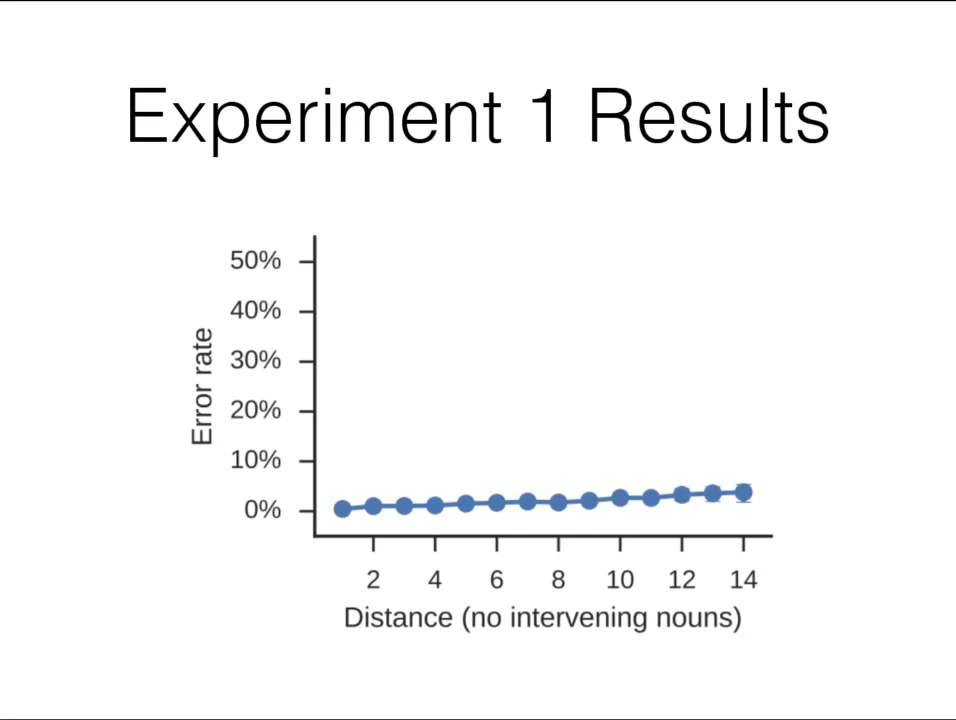 Experiment 1 Results
50%
40%
30%
20%
10%
0%
Error rate
2 4 6 8 10 12 14
Distance (no intervening nouns)